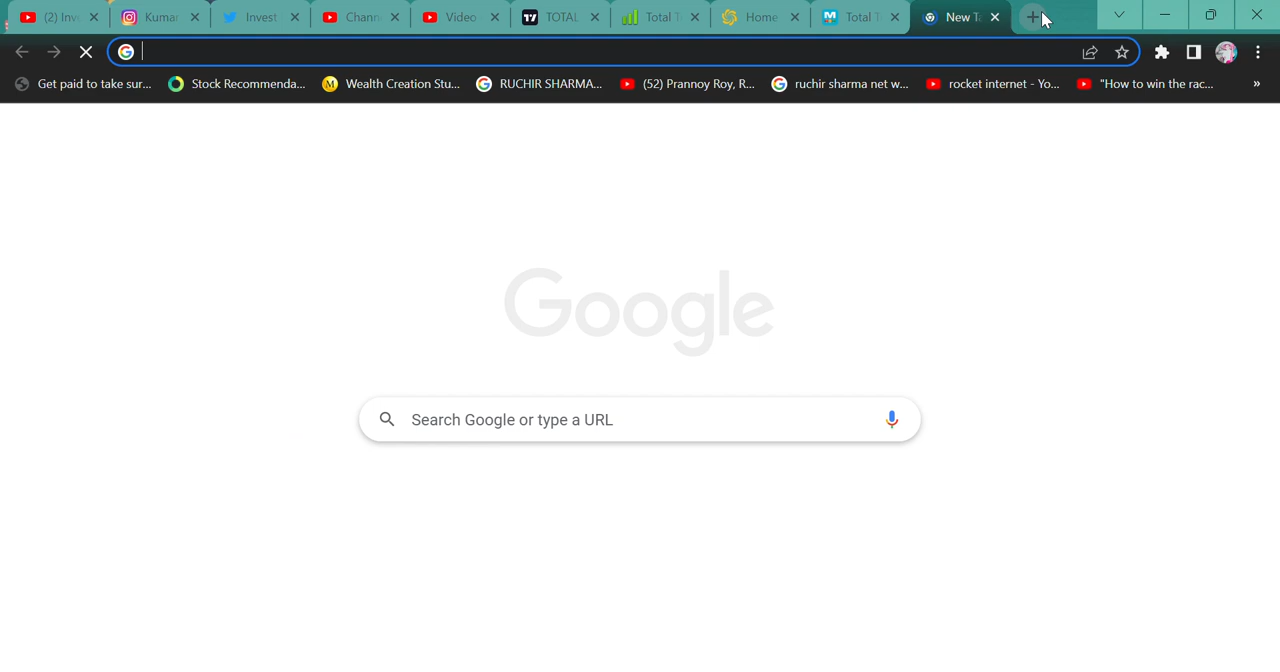 (2) Inv Kumar Invest Chann Video TOTAL Total T Home Total T New Ta
Get paid to take sur... Stock Recommenda... Wealth Creation Stu... RUCHIR SHARMA... (52) Prannoy Roy, R... ruchir sharma net w... rocket internet - Yo... "How to win the rac...
Google
Search Google or type a URL